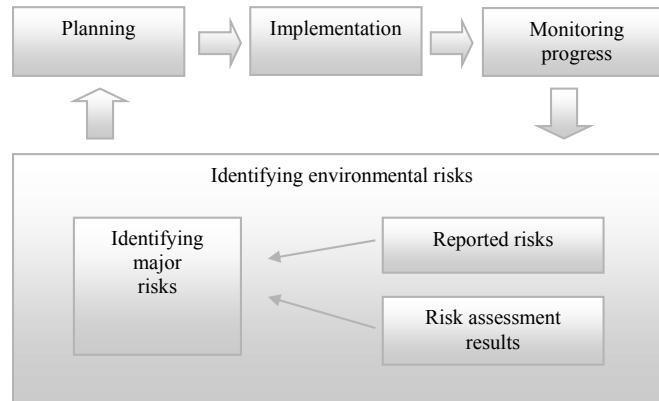 Planning
Implementation
Monitoring
progress
Identifying environmental risks
Identifying
major
risks
Reported risks
Risk assessment
results